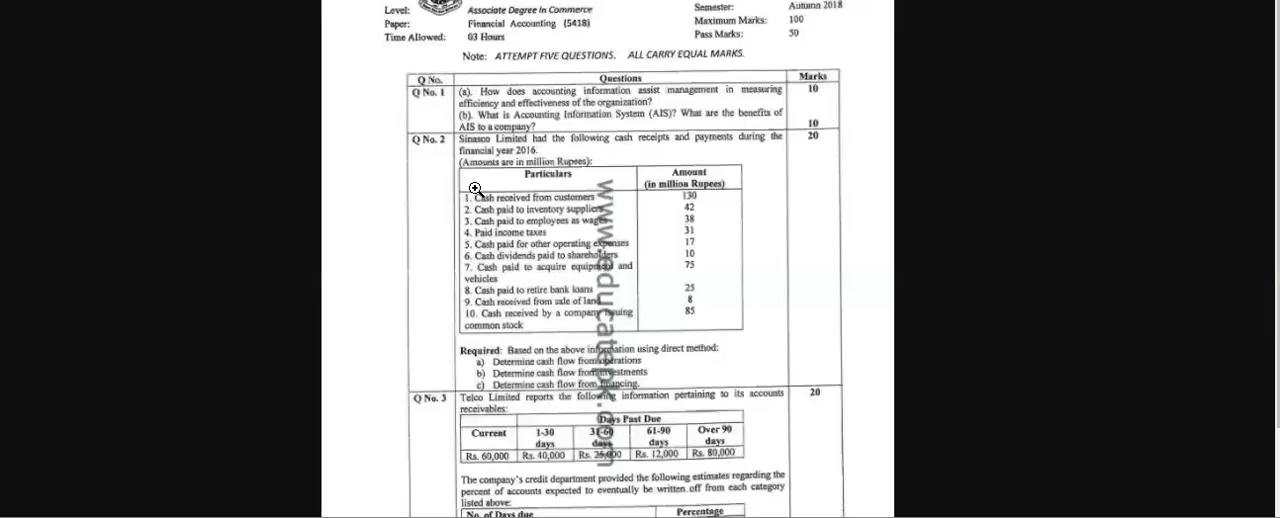 Level: Associate Degree in Commerce Semester: Autumn 2018
Paper: Financial Accounting (5418) Maximum Marks: 100
Time Allowed: 03 Hours Pass Marks: 50
Note: ATTEMPT FIVE QUESTIONS. ALL CARRY EQUAL MARKS.
Q No. Questions Marks
Q No. 1 (a). How does accounting information assist management in measuring 10
efficiency and effectiveness of the organization?
(b). What is Accounting Information System (AIS)? What are the benefits of
AIS to a company? 10
Q No. 2 Sinasco Limited had the following cash receipts and payments during the 20
financial year 2016.
(Amounts are in million Rupees):
Particulars Amount
(in million Rupees)
1. Cash received from customers 130
2. Cash paid to inventory suppliers 42
3. Cash paid to employees as wages 38
4. Paid income taxes 31
5. Cash paid for other operating expenses 17
6. Cash dividends paid to shareholders 10
7. Cash paid to acquire equipment and 75
vehicles
8. Cash paid to retire bank loans 25
9. Cash received from sale of land 8
10. Cash received by a company issuing 85
common stock
Required: Based on the above information using direct method:
a) Determine cash flow from operations
b) Determine cash flow from investments
c) Determine cash flow from financing.
Q No. 3 Telco Limited reports the following information pertaining to its accounts 20
receivables:
Days Past Due
Current 1-30 31-60 61-90 Over 90
days days days days
Rs. 60,000 Rs. 40,000 Rs. Rs. 12,000 Rs. 80,000
The company's credit department provided the following estimates regarding the
percent of accounts expected to eventually be written off from each category
listed above:
No. of Days due Percentage
www.educatepk.com